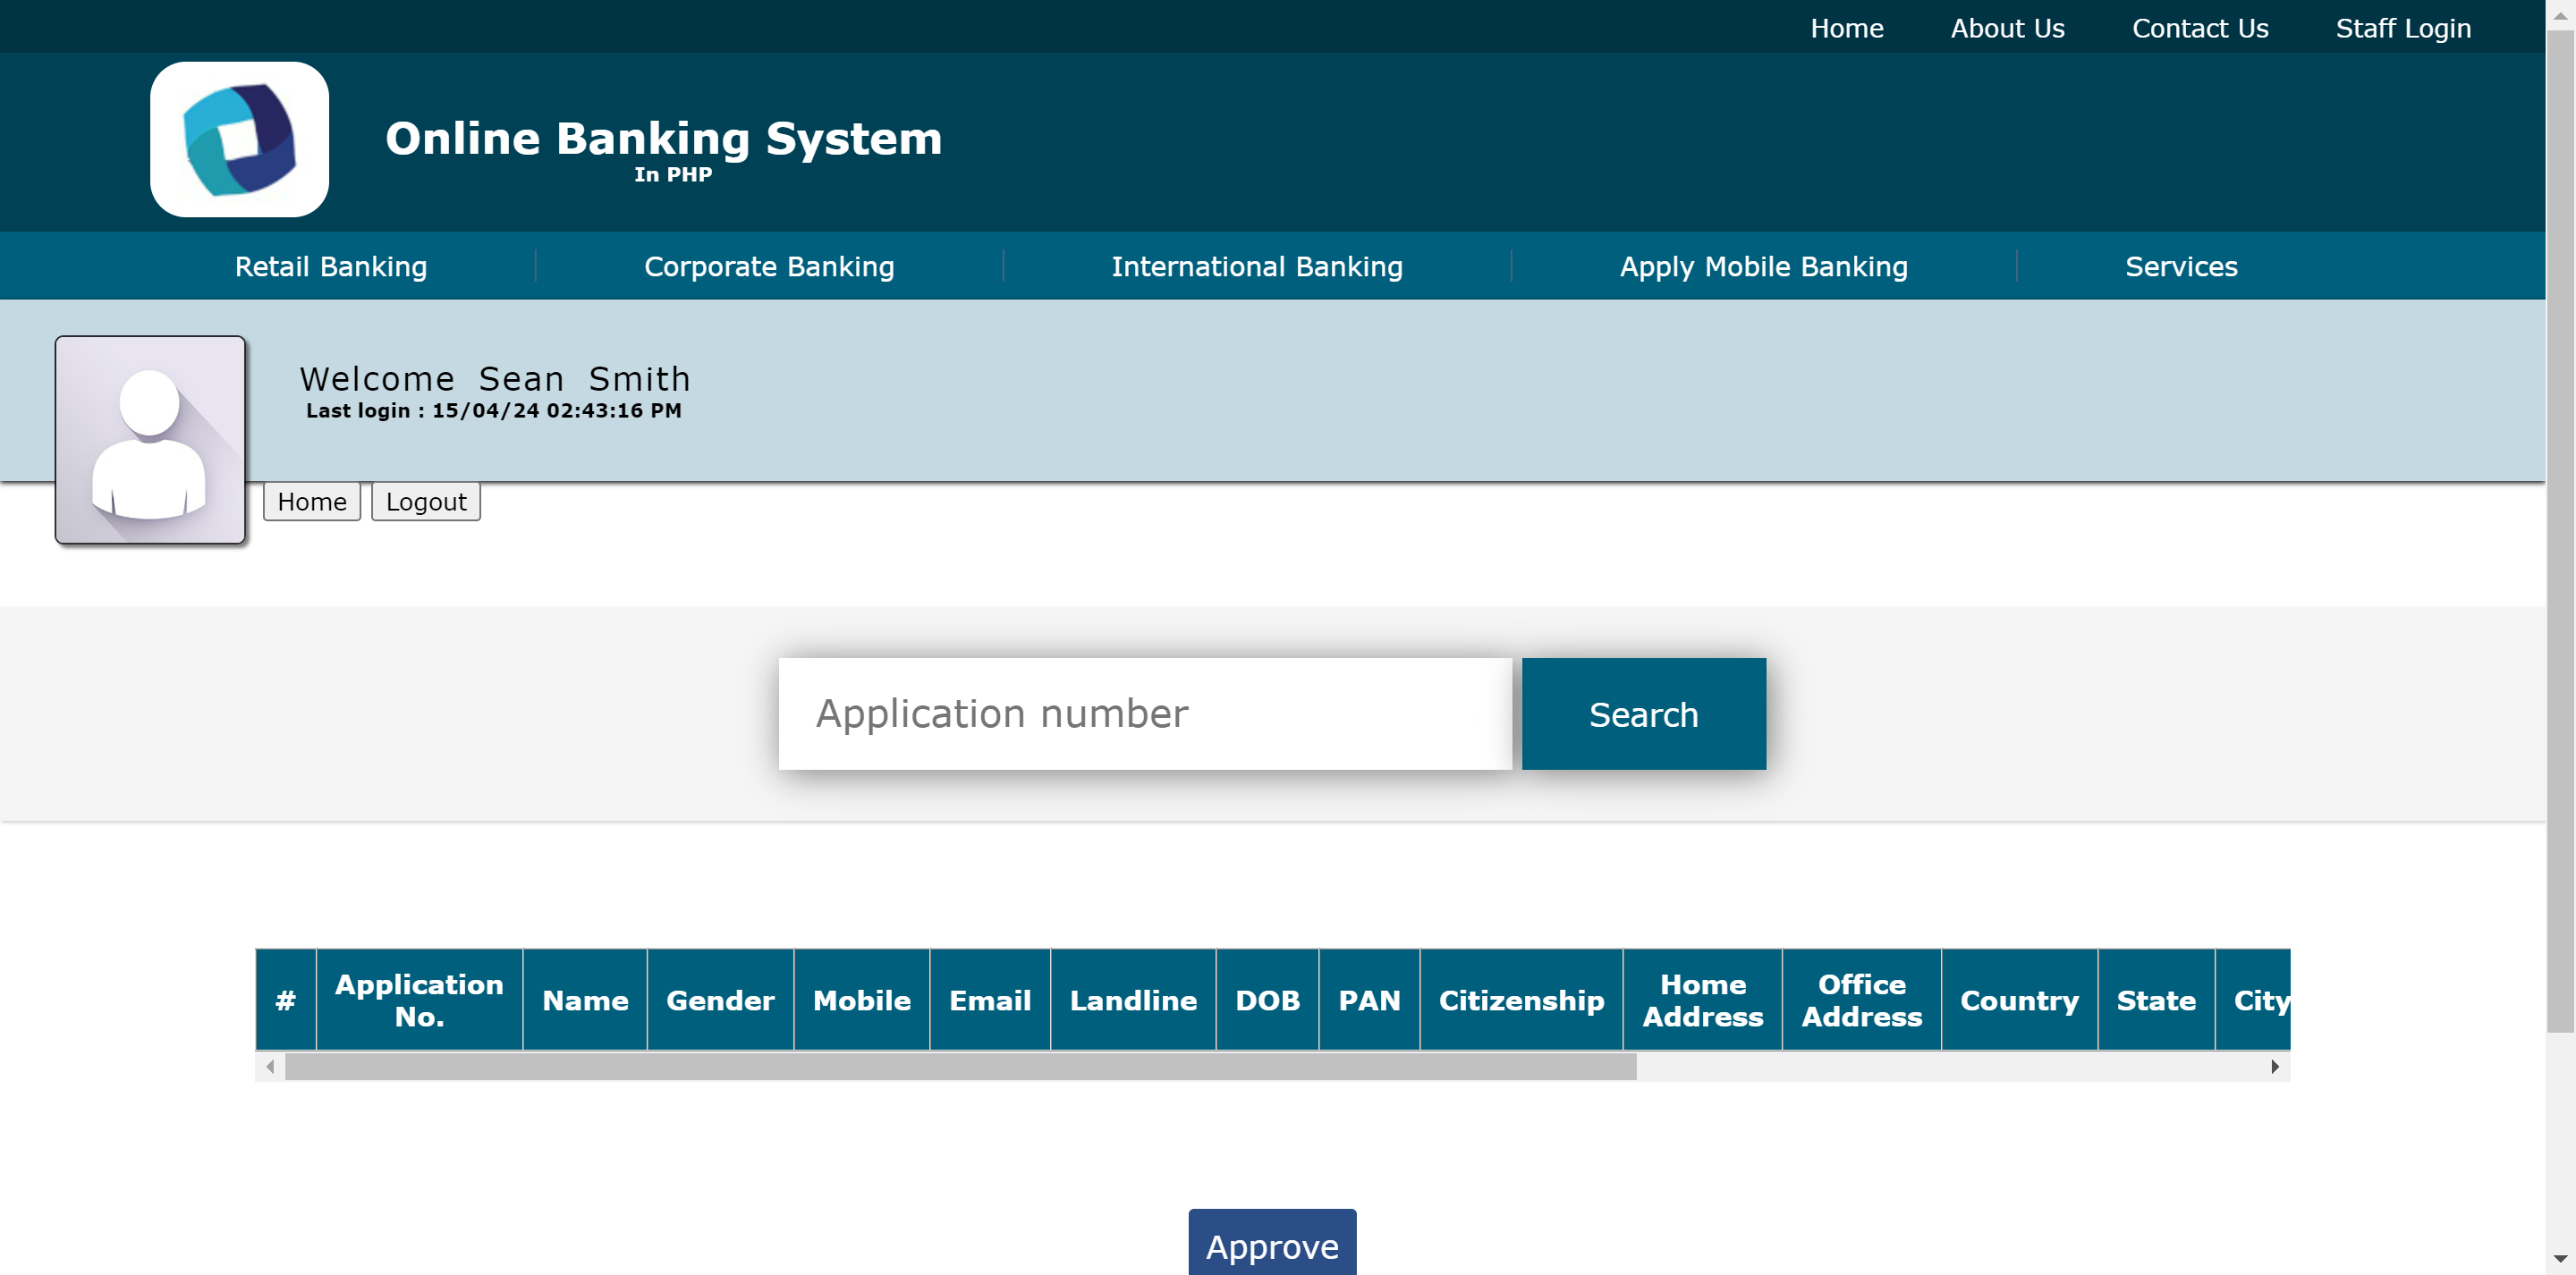 Home About Us Contact Us Staff Login
Online Banking System
In PHP
Retail Banking Corporate Banking International Banking Apply Mobile Banking Services
Welcome Sean Smith
Last login : 15/04/24 02:43:16 PM
Home Logout
Application number Search
# Application No. Name Gender Mobile Email Landline DOB PAN Citizenship Home Address Office Address Country State City
Approve